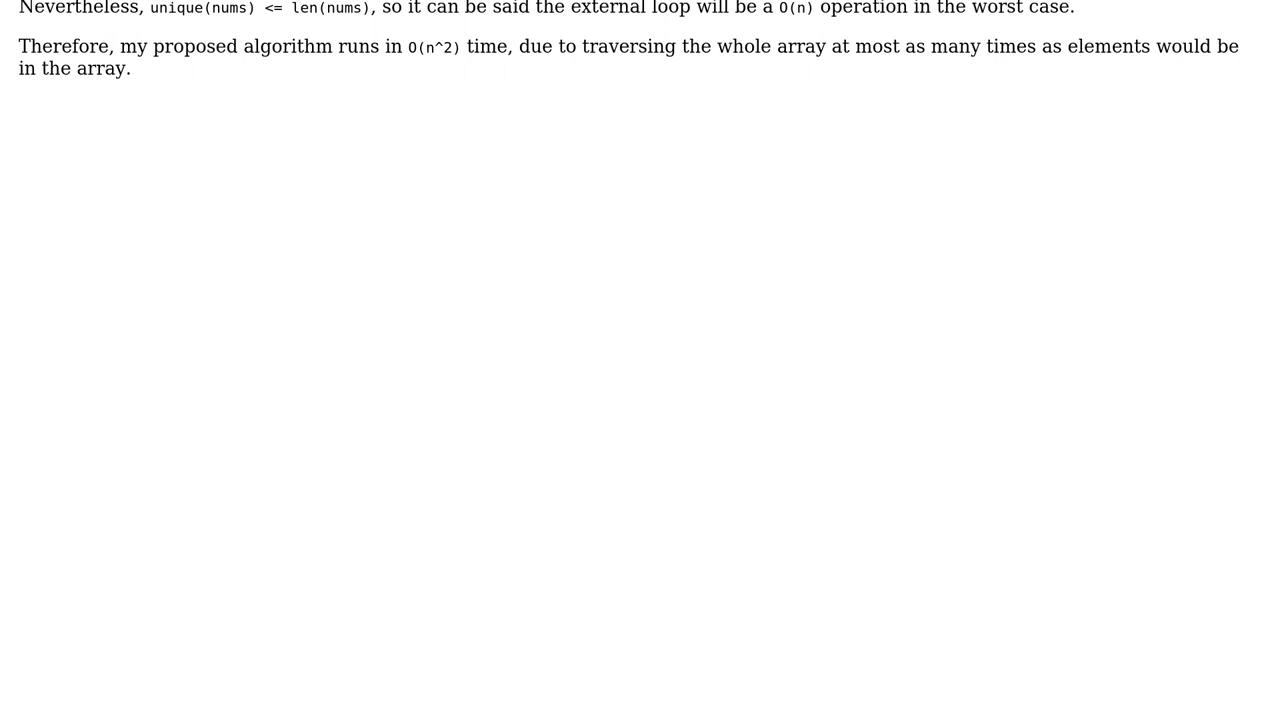 Nevertheless, unique(nums) <= len(nums), so it can be said the external loop will be a O(n) operation in the worst case.
Therefore, my proposed algorithm runs in O(n^2) time, due to traversing the whole array at most as many times as elements would be
in the array.